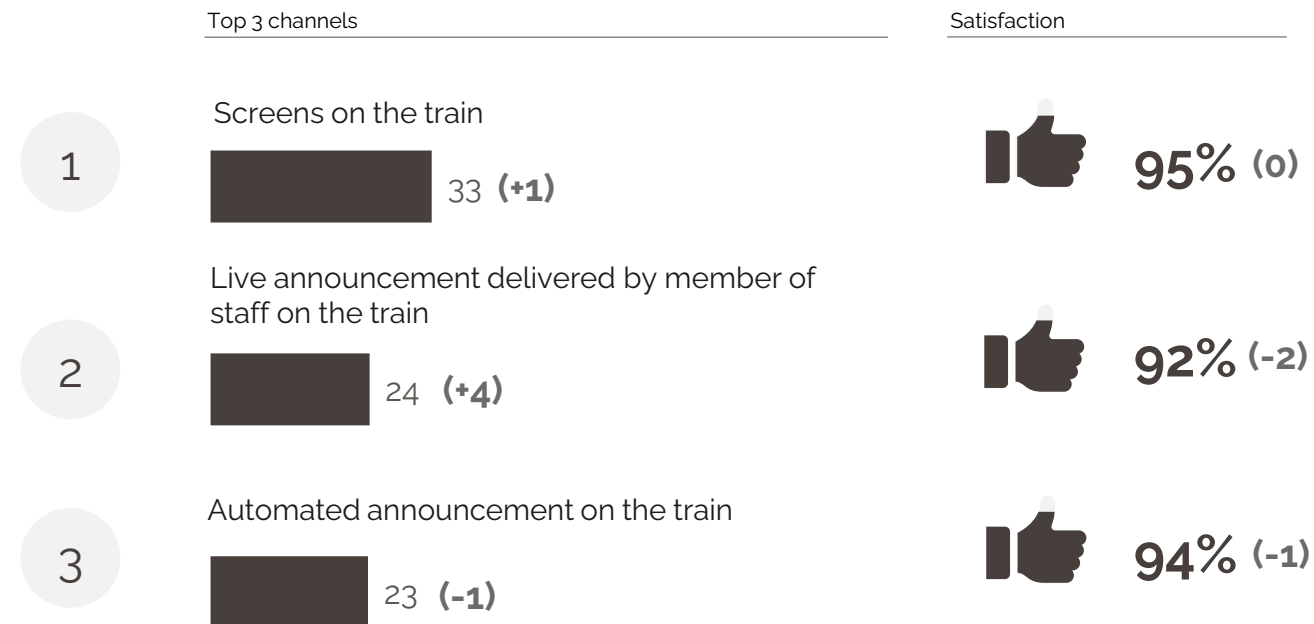 Top 3 channels
Satisfaction
1
Screens on the train
33 (+1)
95% (0)
2
Live announcement delivered by member of
staff on the train
24 (+4)
92% (-2)
3
Automated announcement on the train
23 (-1)
94% (-1)